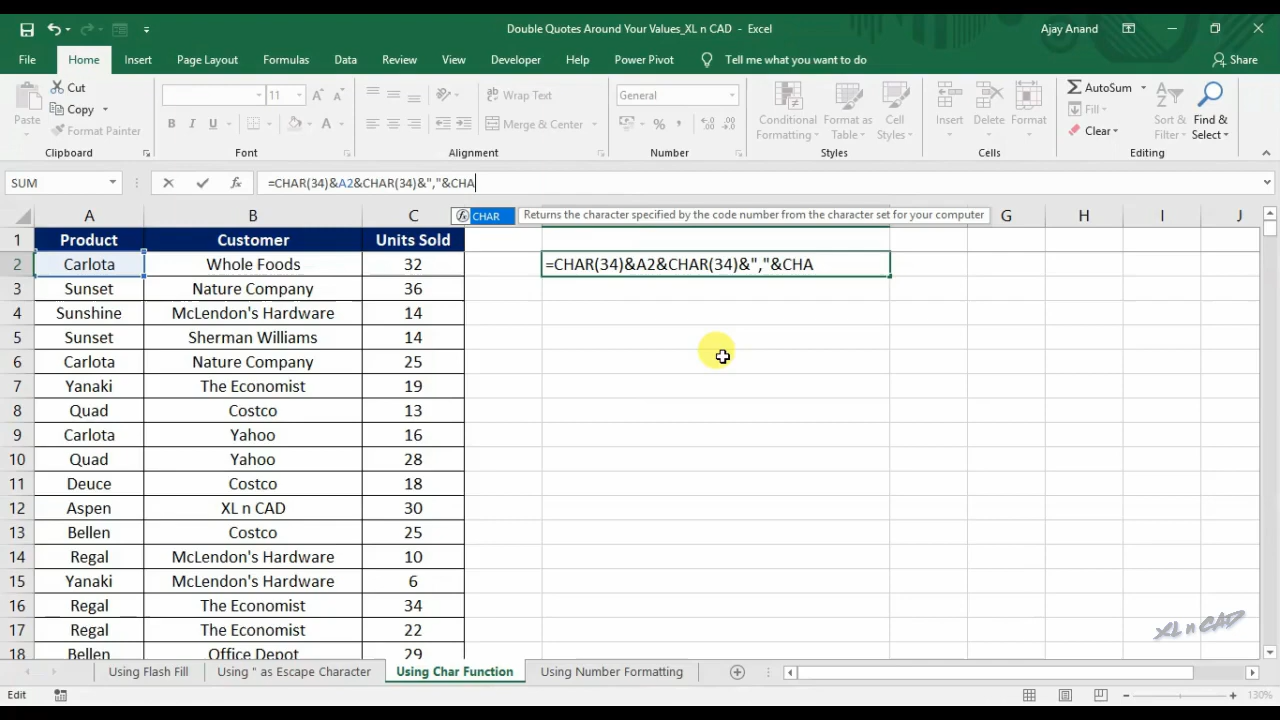 Double Quotes Around Your Values_XL n CAD - Excel
Ajay Anand
File Home Insert Page Layout Formulas Data Review View Developer Help Power Pivot Tell me what you want to do Share
Paste
Cut
Copy
Format Painter
Clipboard
11
B I U
Font
Wrap Text
Merge & Center
Alignment
General
Number
Conditional Formatting
Format as Table
Cell Styles
Styles
Insert Delete Format
Cells
AutoSum
Fill
Clear
Sort & Filter
Find & Select
Editing
SUM =CHAR(34)&A2&CHAR(34)&","&CHA
CHAR Returns the character specified by the code number from the character set for your computer
A B C G H I J
1 Product Customer Units Sold
2 Carlota Whole Foods 32 =CHAR(34)&A2&CHAR(34)&","&CHA
3 Sunset Nature Company 36
4 Sunshine McLendon's Hardware 14
5 Sunset Sherman Williams 14
6 Carlota Nature Company 25
7 Yanaki The Economist 19
8 Quad Costco 13
9 Carlota Yahoo 16
10 Quad Yahoo 28
11 Deuce Costco 18
12 Aspen XL n CAD 30
13 Bellen Costco 25
14 Regal McLendon's Hardware 10
15 Yanaki McLendon's Hardware 6
16 Regal The Economist 34
17 Regal The Economist 22
18 Bellen Office Depot 29
XL n CAD
Using Flash Fill Using " as Escape Character Using Char Function Using Number Formatting
Edit 130%